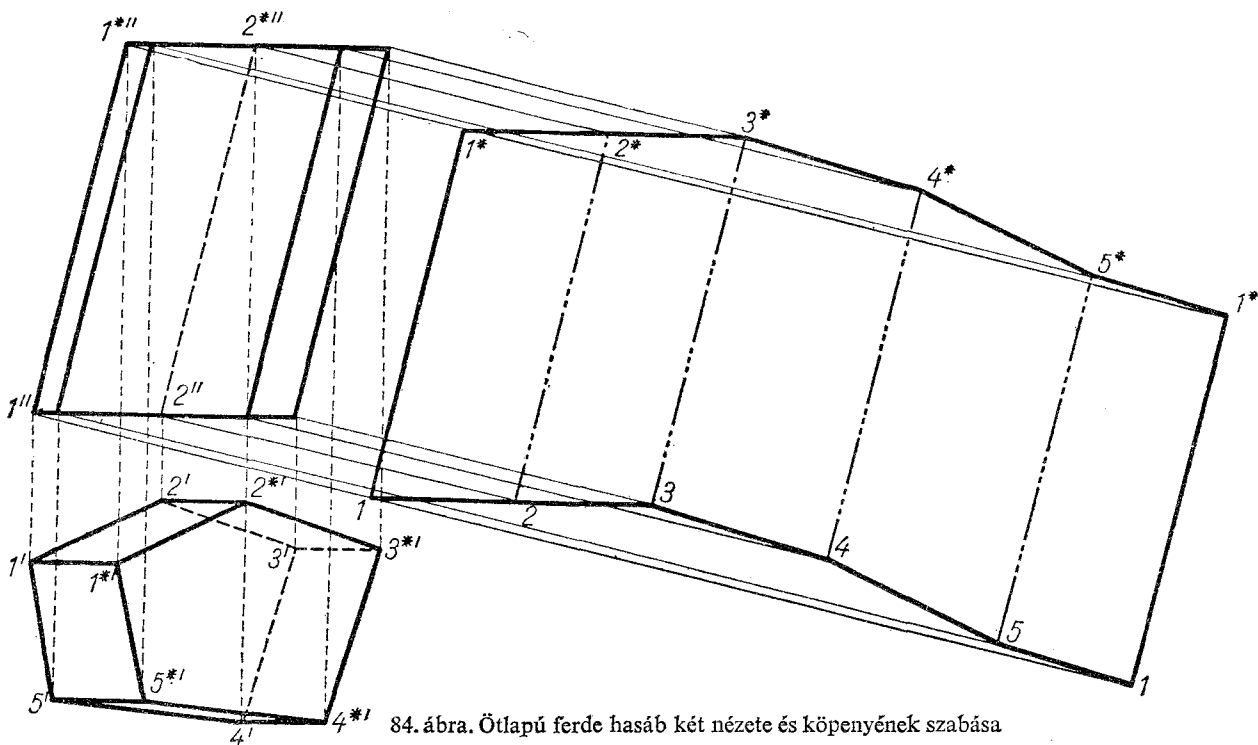 1*" 2*"
3*
1* 2*
4*
5*
1*
1" 2"
1 2 3
4
5
1
2' 2*'
1' 1*' 3' 3*'
5' 5*' 4' 4*'
84. ábra. Ötlapú ferde hasáb két nézete és köpenyének szabása